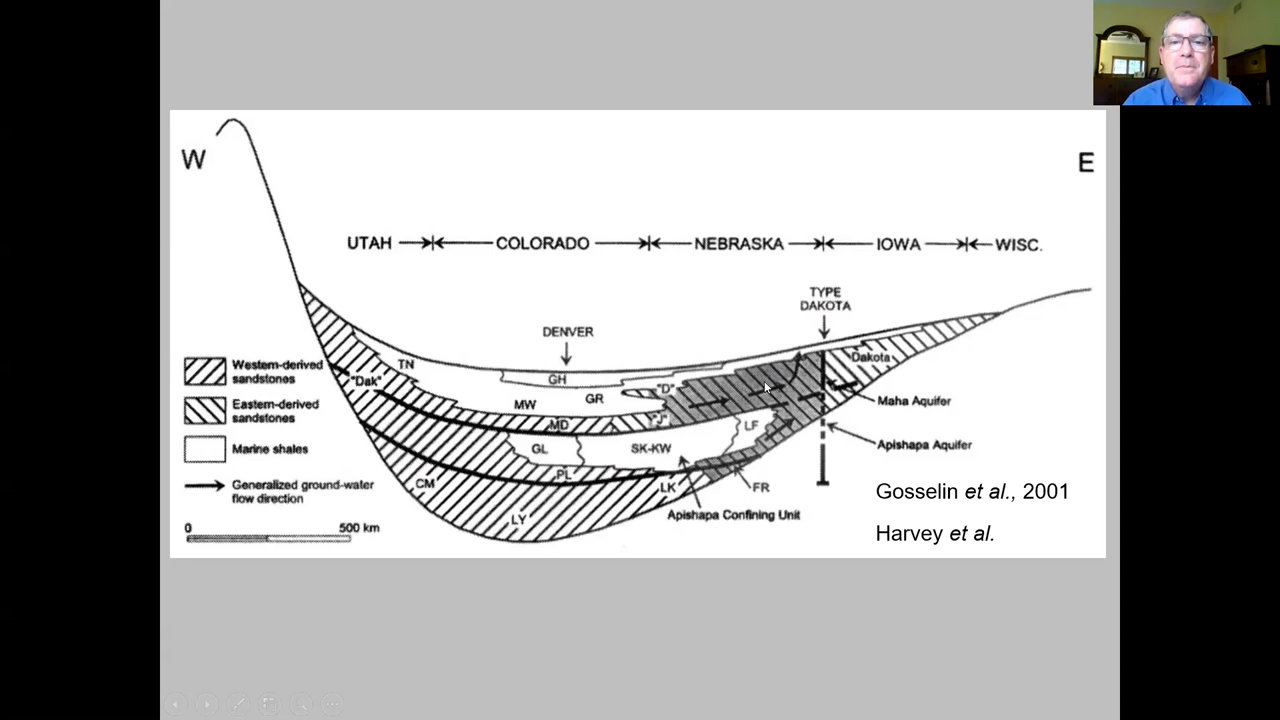 W
E
UTAH
COLORADO
NEBRASKA
IOWA
WISC.
TYPE
DAKOTA
DENVER
Western-derived
sandstones
Eastern-derived
sandstones
Marine shales
Generalized ground-water
flow direction
0
500 km
"Dak"
TN
GH
MW
GR
"D"
"J"
MD
Dakota
GL
SK-KW
LF
PL
CM
LK
LY
FR
Maha Aquifer
Apishapa Aquifer
Apishapa Confining Unit
Gosselin et al., 2001
Harvey et al.